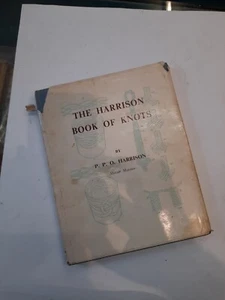 THE HARRISON
BOOK OF KNOTS
BY
P. P. O. HARRISON